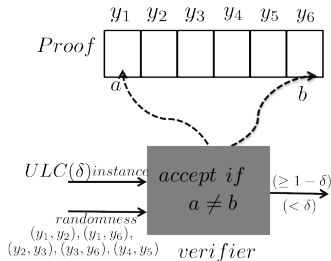 y₁ y₂ y₃ y₄ y₅ y₆
Proof
a b
ULC(δ)instance
accept if
a ≠ b
(≥ 1 − δ)
(< δ)
randomness
(y₁, y₂), (y₁, y₆),
(y₂, y₃), (y₃, y₆), (y₄, y₅)
verifier